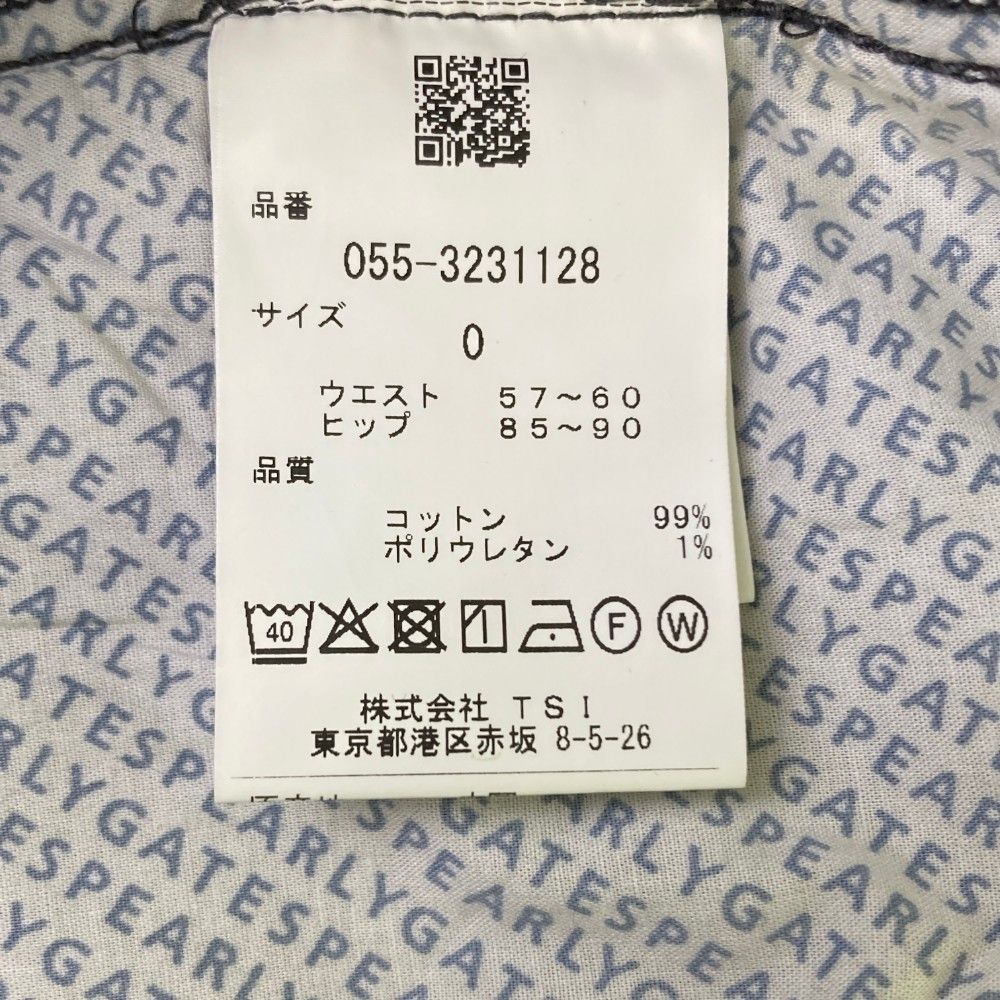 品番
055-3231128
サイズ
0
ウエスト 57～60
ヒップ 85～90
品質
コットン 99%
ポリウレタン 1%
40 F W
株式会社 TSI
東京都港区赤坂 8-5-26
PEARLYGATES